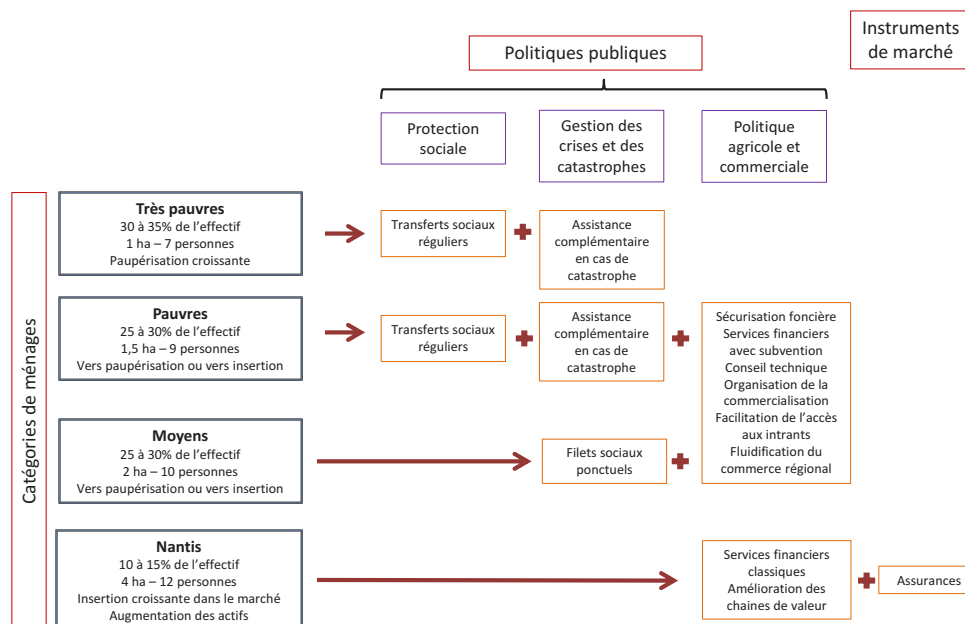 Instruments
de marché
Politiques publiques
Protection
sociale
Gestion des
crises et des
catastrophes
Politique
agricole et
commerciale
Catégories de ménages
Très pauvres
30 à 35% de l'effectif
1 ha – 7 personnes
Paupérisation croissante
Transferts sociaux
réguliers
Assistance
complémentaire
en cas de
catastrophe
Pauvres
25 à 30% de l'effectif
1,5 ha – 9 personnes
Vers paupérisation ou vers insertion
Transferts sociaux
réguliers
Assistance
complémentaire
en cas de
catastrophe
Sécurisation foncière
Services financiers
avec subvention
Conseil technique
Organisation de la
commercialisation
Facilitation de l'accès
aux intrants
Fluidification du
commerce régional
Moyens
25 à 30% de l'effectif
2 ha – 10 personnes
Vers paupérisation ou vers insertion
Filets sociaux
ponctuels
Nantis
10 à 15% de l'effectif
4 ha – 12 personnes
Insertion croissante dans le marché
Augmentation des actifs
Services financiers
classiques
Amélioration des
chaines de valeur
Assurances